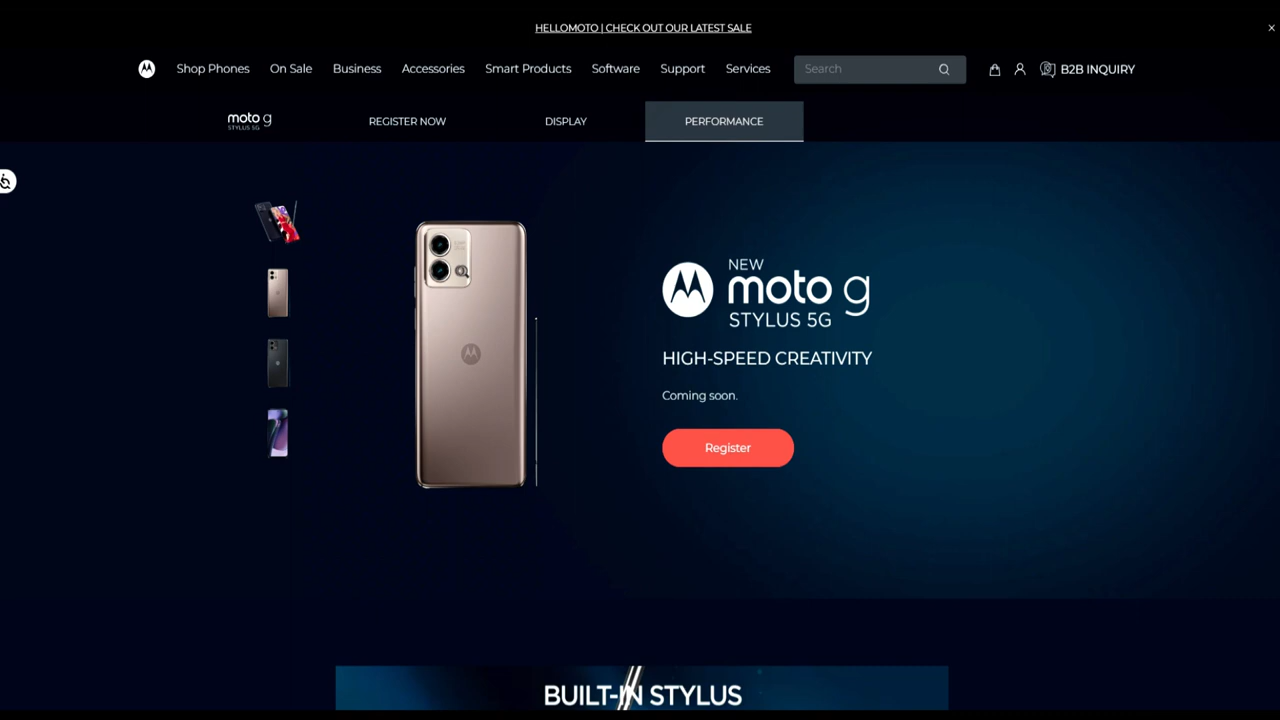 HELLOMOTO | CHECK OUT OUR LATEST SALE
Shop Phones On Sale Business Accessories Smart Products Software Support Services Search B2B INQUIRY
moto g
STYLUS 5G
REGISTER NOW DISPLAY PERFORMANCE
NEW
moto g
STYLUS 5G
HIGH-SPEED CREATIVITY
Coming soon.
Register
BUILT-IN STYLUS